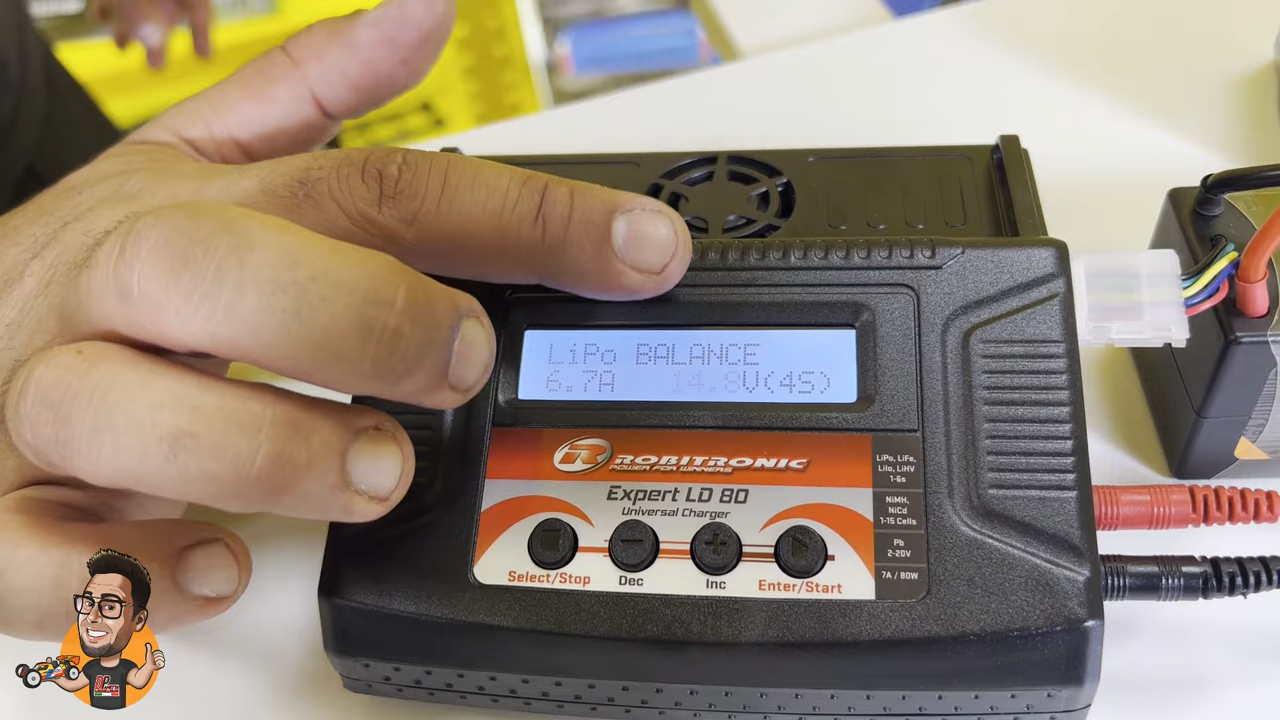 LiPo BALANCE
6.7A 14.8V(4S)
ROBITRONIC
POWER FOR WINNERS
Expert LD 80
Universal Charger
Select/Stop
Dec
Inc
Enter/Start
LiPo, LiFe,
LiIo, LiHV
1-6s
NiMH,
NiCd
1-15 Cells
Pb
2-20V
7A / 80W